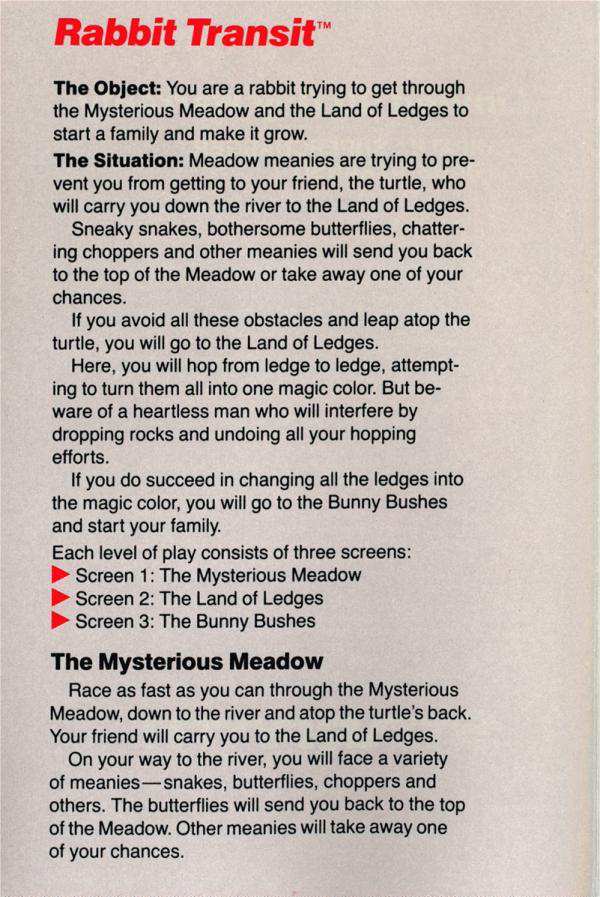 Rabbit Transit™
The Object: You are a rabbit trying to get through
the Mysterious Meadow and the Land of Ledges to
start a family and make it grow.
The Situation: Meadow meanies are trying to pre-
vent you from getting to your friend, the turtle, who
will carry you down the river to the Land of Ledges.
Sneaky snakes, bothersome butterflies, chatter-
ing choppers and other meanies will send you back
to the top of the Meadow or take away one of your
chances.
If you avoid all these obstacles and leap atop the
turtle, you will go to the Land of Ledges.
Here, you will hop from ledge to ledge, attempt-
ing to turn them all into one magic color. But be-
ware of a heartless man who will interfere by
dropping rocks and undoing all your hopping
efforts.
If you do succeed in changing all the ledges into
the magic color, you will go to the Bunny Bushes
and start your family.
Each level of play consists of three screens:
▶ Screen 1: The Mysterious Meadow
▶ Screen 2: The Land of Ledges
▶ Screen 3: The Bunny Bushes
The Mysterious Meadow
Race as fast as you can through the Mysterious
Meadow, down to the river and atop the turtle's back.
Your friend will carry you to the Land of Ledges.
On your way to the river, you will face a variety
of meanies—snakes, butterflies, choppers and
others. The butterflies will send you back to the top
of the Meadow. Other meanies will take away one
of your chances.